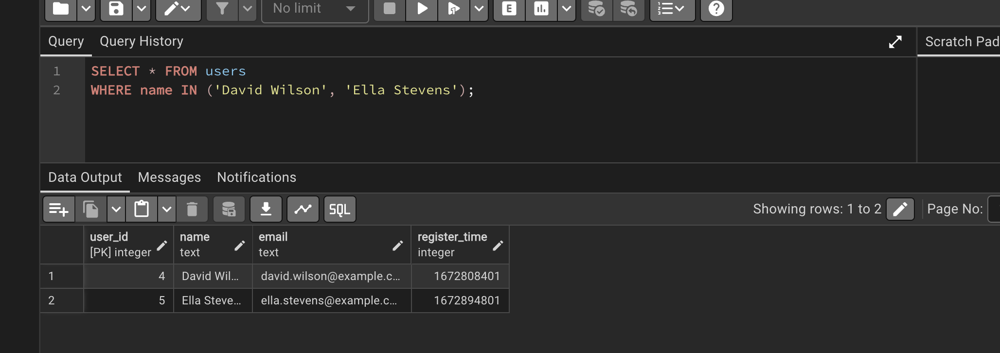 No limit
E
Query Query History
Scratch Pad
1 SELECT * FROM users
2 WHERE name IN ('David Wilson', 'Ella Stevens');
Data Output Messages Notifications
SQL Showing rows: 1 to 2 Page No:
user_id name email register_time
[PK] integer text text integer
1 4 David Wil... david.wilson@example.c... 1672808401
2 5 Ella Steve... ella.stevens@example.c... 1672894801